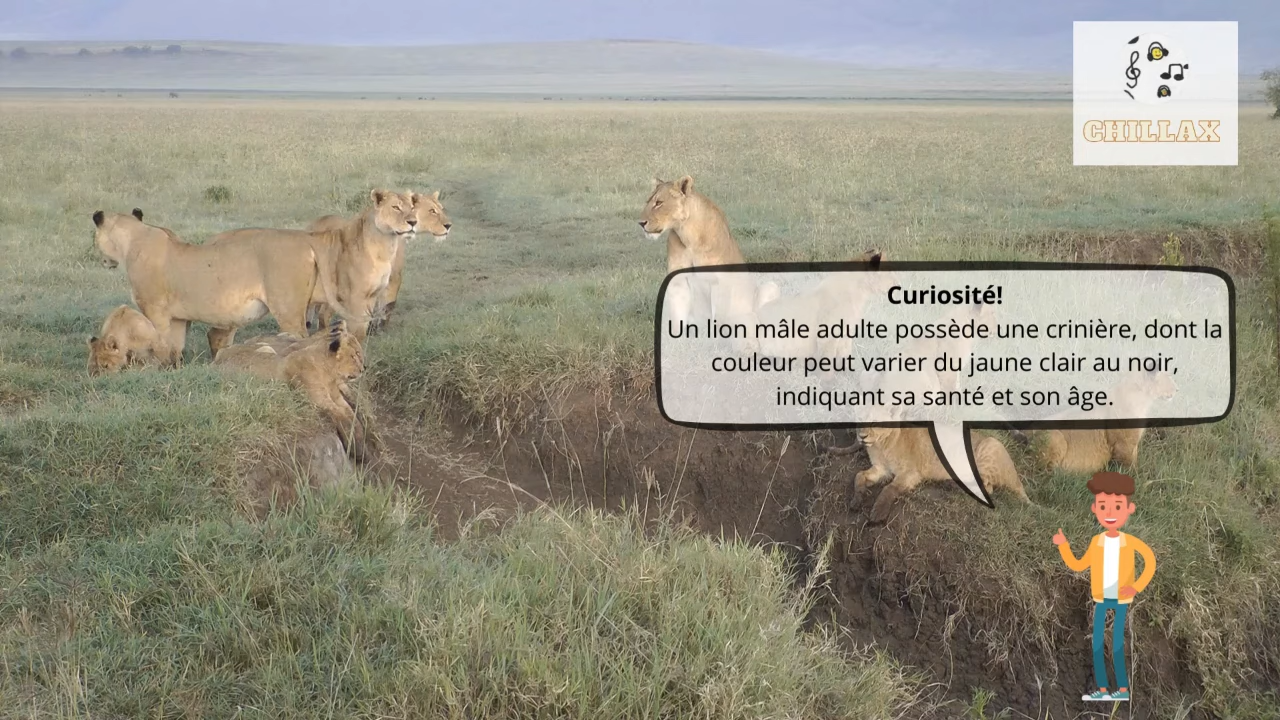 CHILLAX
Curiosité!
Un lion mâle adulte possède une crinière, dont la
couleur peut varier du jaune clair au noir,
indiquant sa santé et son âge.